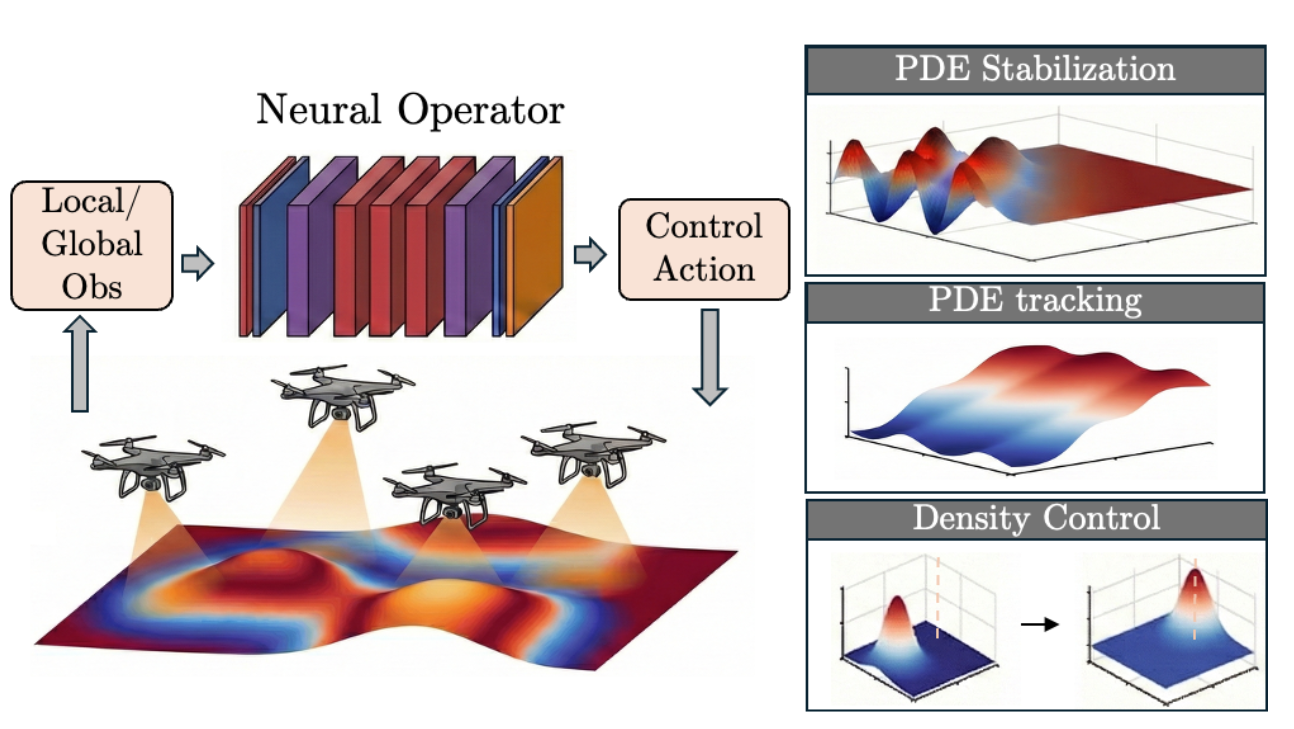 Neural Operator
Local/
Global
Obs
Control
Action
PDE Stabilization
PDE tracking
Density Control